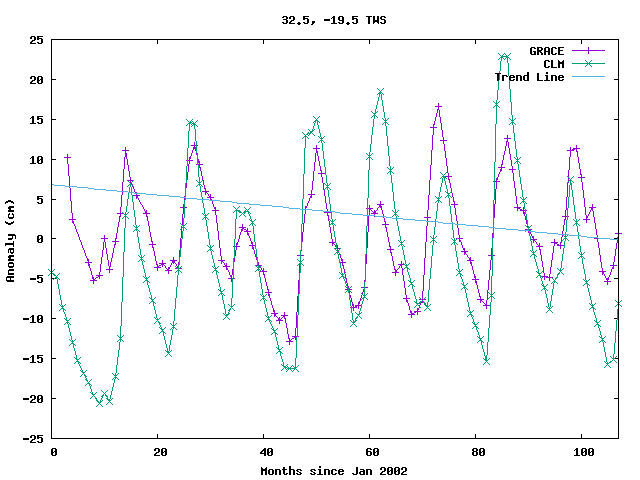 32.5, -19.5 TWS
GRACE
CLM
Trend Line
25
20
15
10
5
0
-5
-10
-15
-20
-25
Anomaly (cm)
0 20 40 60 80 100
Months since Jan 2002